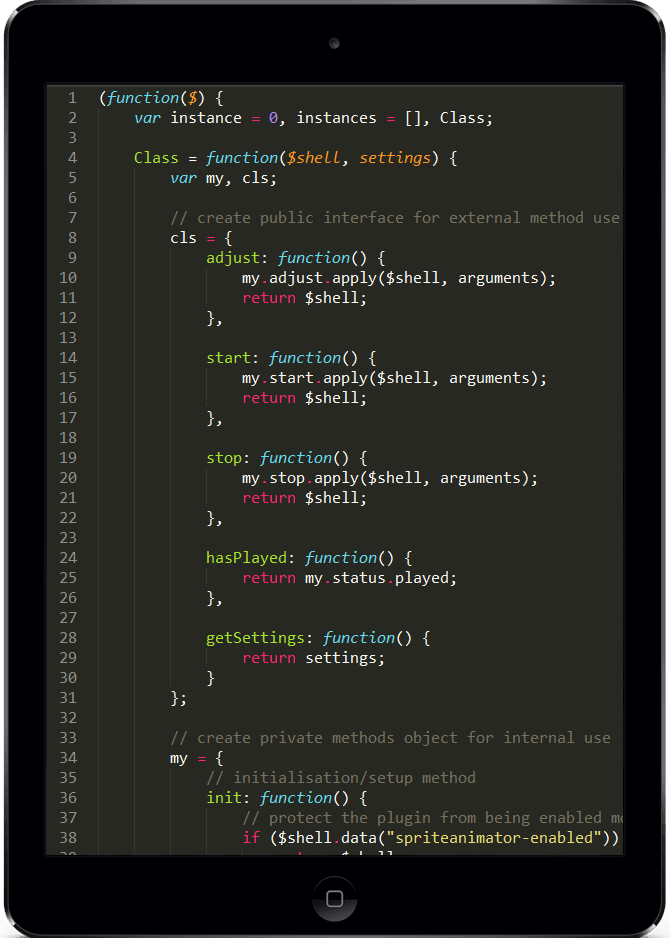 1 (function($) {
2 var instance = 0, instances = [], Class;
3
4 Class = function($shell, settings) {
5 var my, cls;
6
7 // create public interface for external method use
8 cls = {
9 adjust: function() {
10 my.adjust.apply($shell, arguments);
11 return $shell;
12 },
13
14 start: function() {
15 my.start.apply($shell, arguments);
16 return $shell;
17 },
18
19 stop: function() {
20 my.stop.apply($shell, arguments);
21 return $shell;
22 },
23
24 hasPlayed: function() {
25 return my.status.played;
26 },
27
28 getSettings: function() {
29 return settings;
30 }
31 };
32
33 // create private methods object for internal use
34 my = {
35 // initialisation/setup method
36 init: function() {
37 // protect the plugin from being enabled
38 if ($shell.data("spriteanimator-enabled"))